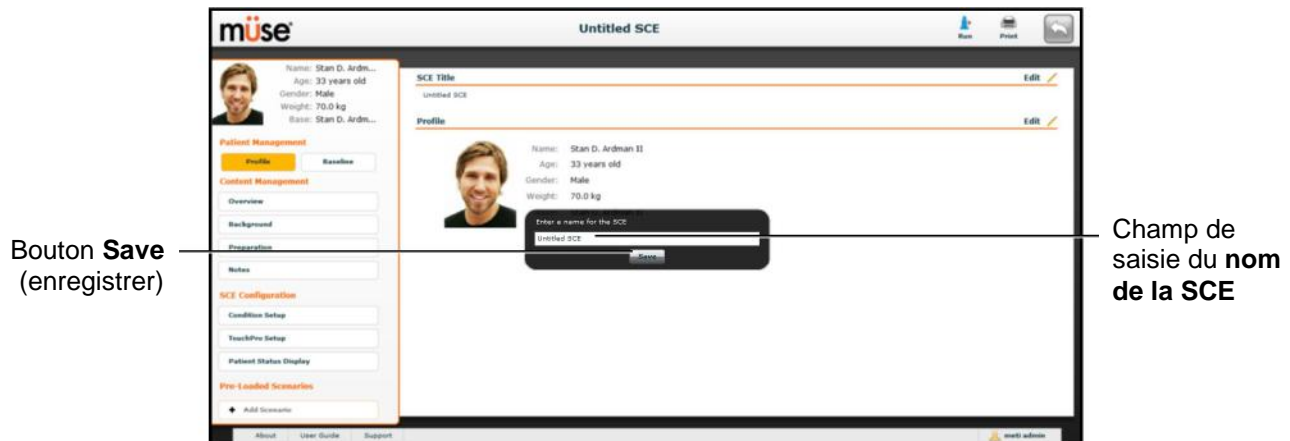 müse
Untitled SCE
Run
Print
Name: Stan D. Ardm...
Age: 33 years old
Gender: Male
Weight: 70.0 kg
Base: Stan D. Ardm...
Patient Management
Profile
Baseline
Content Management
Overview
Background
Preparation
Notes
SCE Configuration
Condition Setup
TouchPro Setup
Patient Status Display
Pre-Loaded Scenarios
Add Scenario
SCE Title
Edit
Untitled SCE
Profile
Edit
Name: Stan D. Ardman II
Age: 33 years old
Gender: Male
Weight: 70.0 kg
Enter a name for the SCE
Untitled SCE
Save
About
User Guide
Support
meti admin
Bouton Save
(enregistrer)
Champ de
saisie du nom
de la SCE